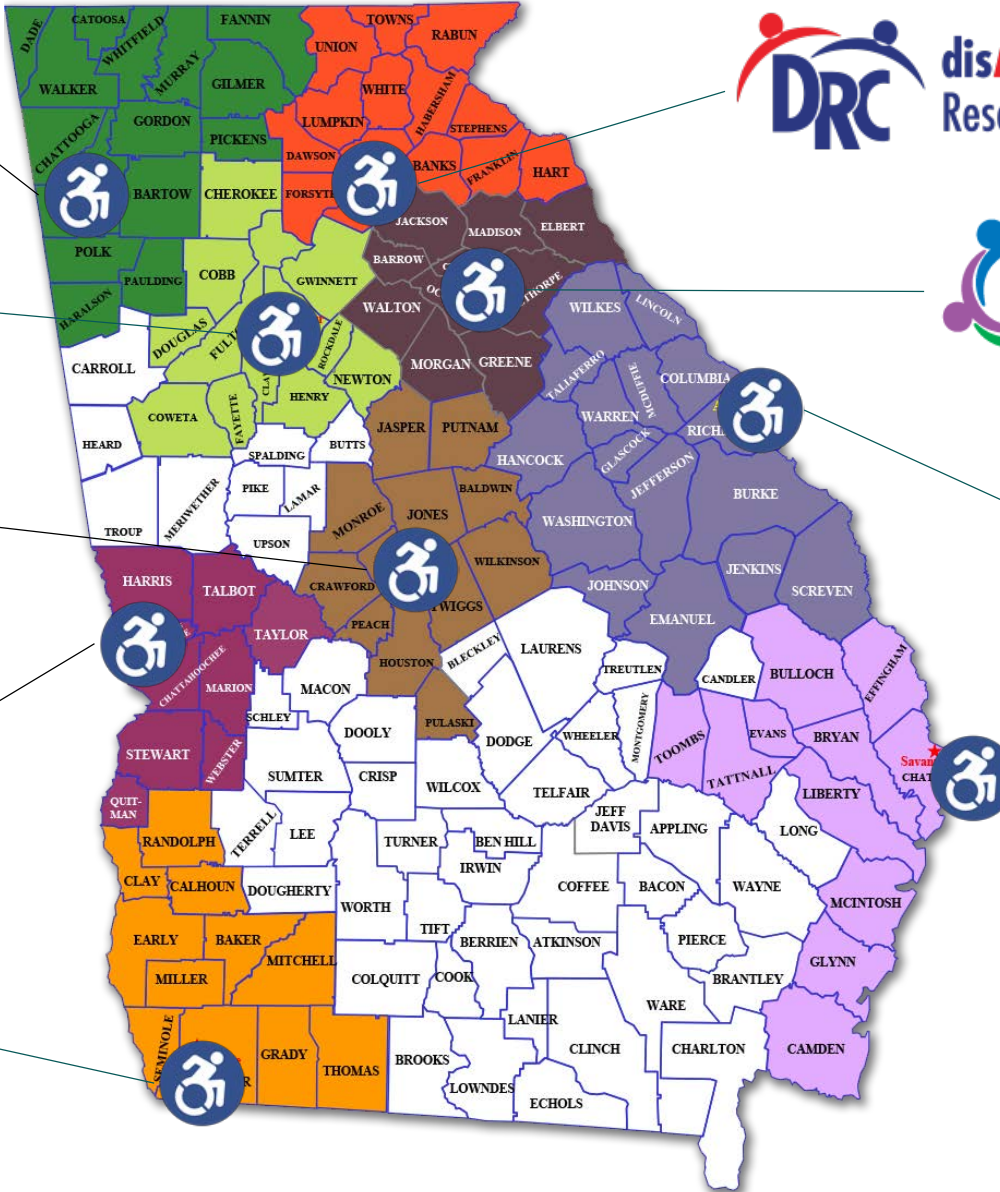 DADE
CATOOSA
WHITFIELD
MURRAY
FANNIN
TOWNS
RABUN
UNION
WALKER
GILMER
WHITE
HABERSHAM
CHATTOOGA
GORDON
LUMPKIN
STEPHENS
PICKENS
DAWSON
BANKS
FRANKLIN
HART
BARTOW
CHEROKEE
DRC
JACKSON
MADISON
ELBERT
POLK
PAULDING
COBB
GWINNETT
BARROW
HARALSON
DOUGLAS
ROCKDALE
WALTON
WILKES
LINCOLN
CARROLL
NEWTON
MORGAN
GREENE
TALIAFERRO
MCDUFFIE
COLUMBIA
COWETA
FAYETTE
HENRY
WARREN
HEARD
SPALDING
BUTTS
JASPER
PUTNAM
HANCOCK
GLASCOCK
JEFFERSON
BURKE
TROUP
MERIWETHER
PIKE
LAMAR
UPSON
MONROE
JONES
BALDWIN
WASHINGTON
HARRIS
TALBOT
CRAWFORD
WILKINSON
JOHNSON
JENKINS
SCREVEN
TAYLOR
PEACH
TWIGGS
EMANUEL
CHATTAHOOCHEE
MARION
MACON
HOUSTON
BLECKLEY
LAURENS
TREUTLEN
CANDLER
BULLOCH
EFFINGHAM
SCHLEY
PULASKI
MONTGOMERY
STEWART
WEBSTER
DOOLY
DODGE
WHEELER
TOOMBS
EVANS
BRYAN
TATTNALL
SUMTER
CRISP
WILCOX
TELFAIR
LIBERTY
QUIT-
MAN
RANDOLPH
TERRELL
LEE
TURNER
BEN HILL
JEFF
DAVIS
APPLING
LONG
IRWIN
CLAY
CALHOUN
DOUGHERTY
WORTH
COFFEE
BACON
WAYNE
MCINTOSH
TIFT
EARLY
BAKER
MITCHELL
BERRIEN
ATKINSON
PIERCE
GLYNN
MILLER
COLQUITT
COOK
BRANTLEY
WARE
SEMINOLE
GRADY
THOMAS
BROOKS
LANIER
CLINCH
CHARLTON
CAMDEN
LOWNDES
ECHOLS